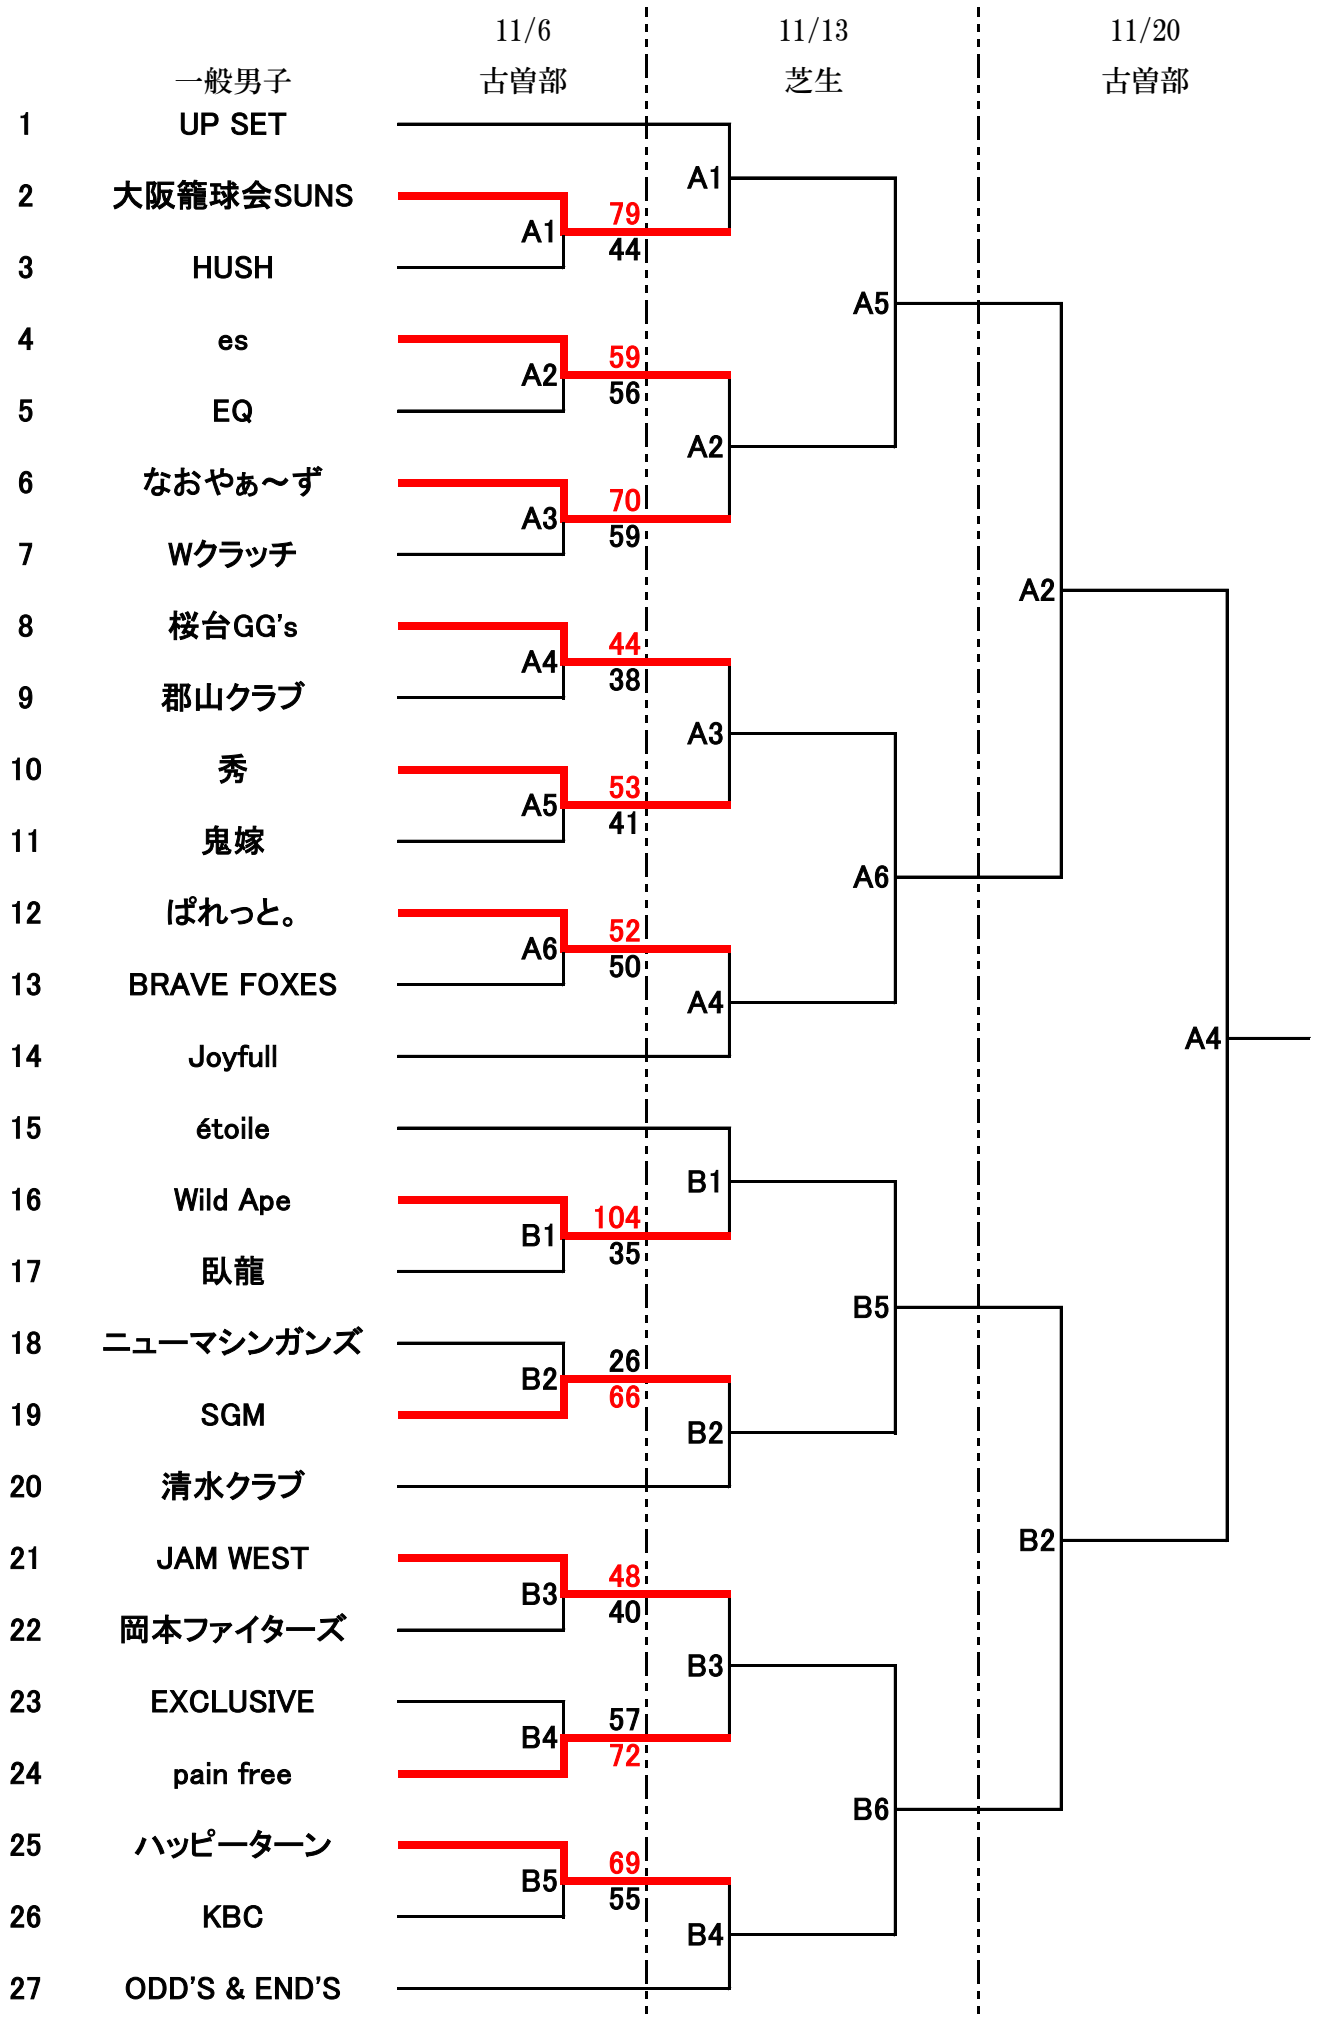 11/6 11/13 11/20
一般男子 古曽部 芝生 古曽部
1 UP SET
A1
2 大阪籠球会SUNS
79
A1
44
3 HUSH
A5
4 es
59
A2
56
5 EQ
A2
6 なおやぁ～ず
70
A3
59
7 Wクラッチ
A2
8 桜台GG's
44
A4
38
9 郡山クラブ
A3
10 秀
53
A5
41
11 鬼嫁
A6
12 ぱれっと。
52
A6
50
13 BRAVE FOXES
A4
A4
14 Joyfull
15 étoile
B1
16 Wild Ape
104
B1
35
17 臥龍
B5
18 ニューマシンガンズ
26
B2
66
19 SGM
B2
20 清水クラブ
B2
21 JAM WEST
48
B3
40
22 岡本ファイターズ
B3
23 EXCLUSIVE
57
B4
72
24 pain free
B6
25 ハッピーターン
69
B5
55
26 KBC
B4
27 ODD'S & END'S